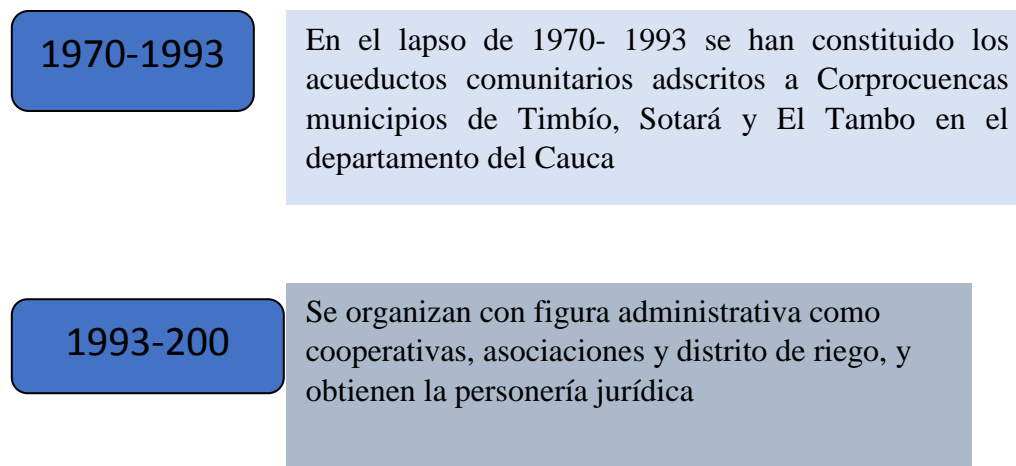 1970-1993
En el lapso de 1970- 1993 se han constituido los
acueductos comunitarios adscritos a Corprocuencas
municipios de Timbío, Sotará y El Tambo en el
departamento del Cauca
1993-200
Se organizan con figura administrativa como
cooperativas, asociaciones y distrito de riego, y
obtienen la personería jurídica